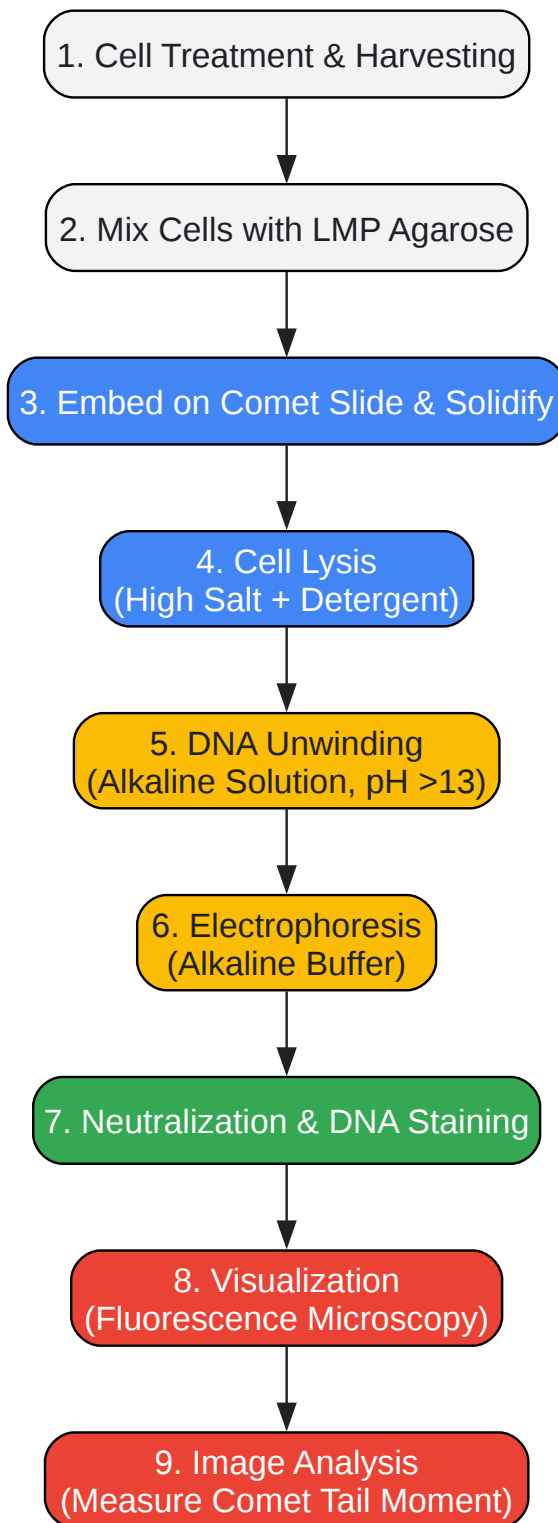 1. Cell Treatment & Harvesting
2. Mix Cells with LMP Agarose
3. Embed on Comet Slide & Solidify
4. Cell Lysis
(High Salt + Detergent)
5. DNA Unwinding
(Alkaline Solution, pH >13)
6. Electrophoresis
(Alkaline Buffer)
7. Neutralization & DNA Staining
8. Visualization
(Fluorescence Microscopy)
9. Image Analysis
(Measure Comet Tail Moment)